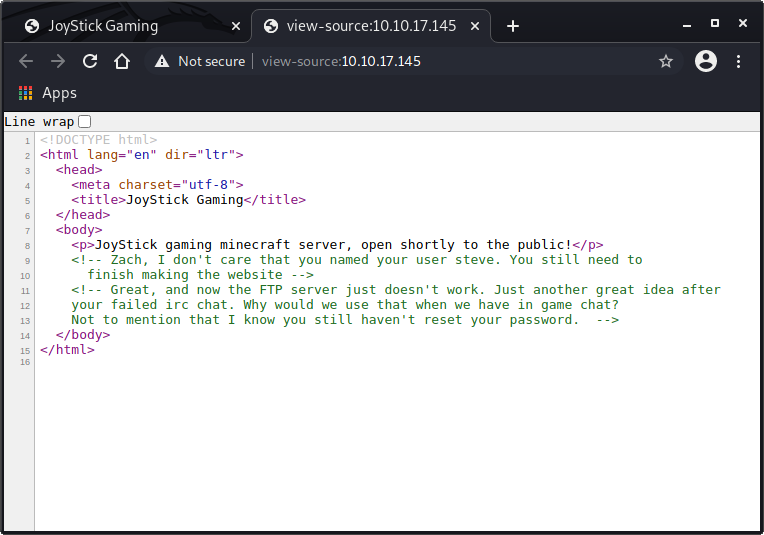 JoyStick Gaming
view-source:10.10.17.145
Not secure | view-source:10.10.17.145
Apps
Line wrap
1 <!DOCTYPE html>
2 <html lang="en" dir="ltr">
3   <head>
4     <meta charset="utf-8">
5     <title>JoyStick Gaming</title>
6   </head>
7   <body>
8     <p>JoyStick gaming minecraft server, open shortly to the public!</p>
9     <!-- Zach, I don't care that you named your user steve. You still need to
10       finish making the website -->
11     <!-- Great, and now the FTP server just doesn't work. Just another great idea after
12     your failed irc chat. Why would we use that when we have in game chat?
13     Not to mention that I know you still haven't reset your password.  -->
14   </body>
15 </html>
16